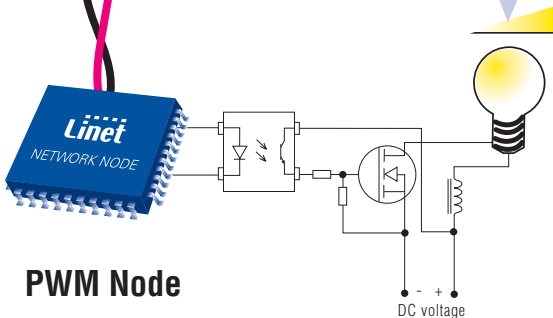 Linet
NETWORK NODE
PWM Node
- +
DC voltage